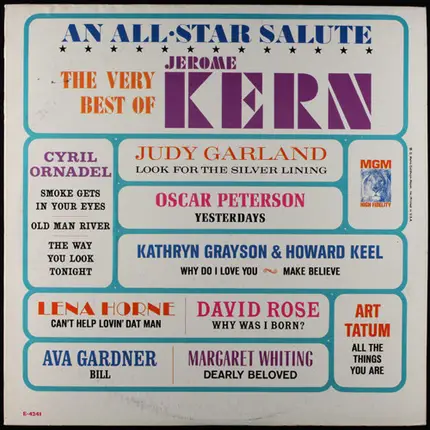 AN ALL·STAR SALUTE
THE VERY
BEST OF
JEROME
KERN
CYRIL
ORNADEL
SMOKE GETS
IN YOUR EYES
OLD MAN RIVER
THE WAY
YOU LOOK
TONIGHT
JUDY GARLAND
LOOK FOR THE SILVER LINING
OSCAR PETERSON
YESTERDAYS
MGM
HIGH FIDELITY
KATHRYN GRAYSON & HOWARD KEEL
WHY DO I LOVE YOU ~ MAKE BELIEVE
LENA HORNE
CAN'T HELP LOVIN' DAT MAN
DAVID ROSE
WHY WAS I BORN?
ART
TATUM
ALL THE
THINGS
YOU ARE
AVA GARDNER
BILL
MARGARET WHITING
DEARLY BELOVED
E-4241